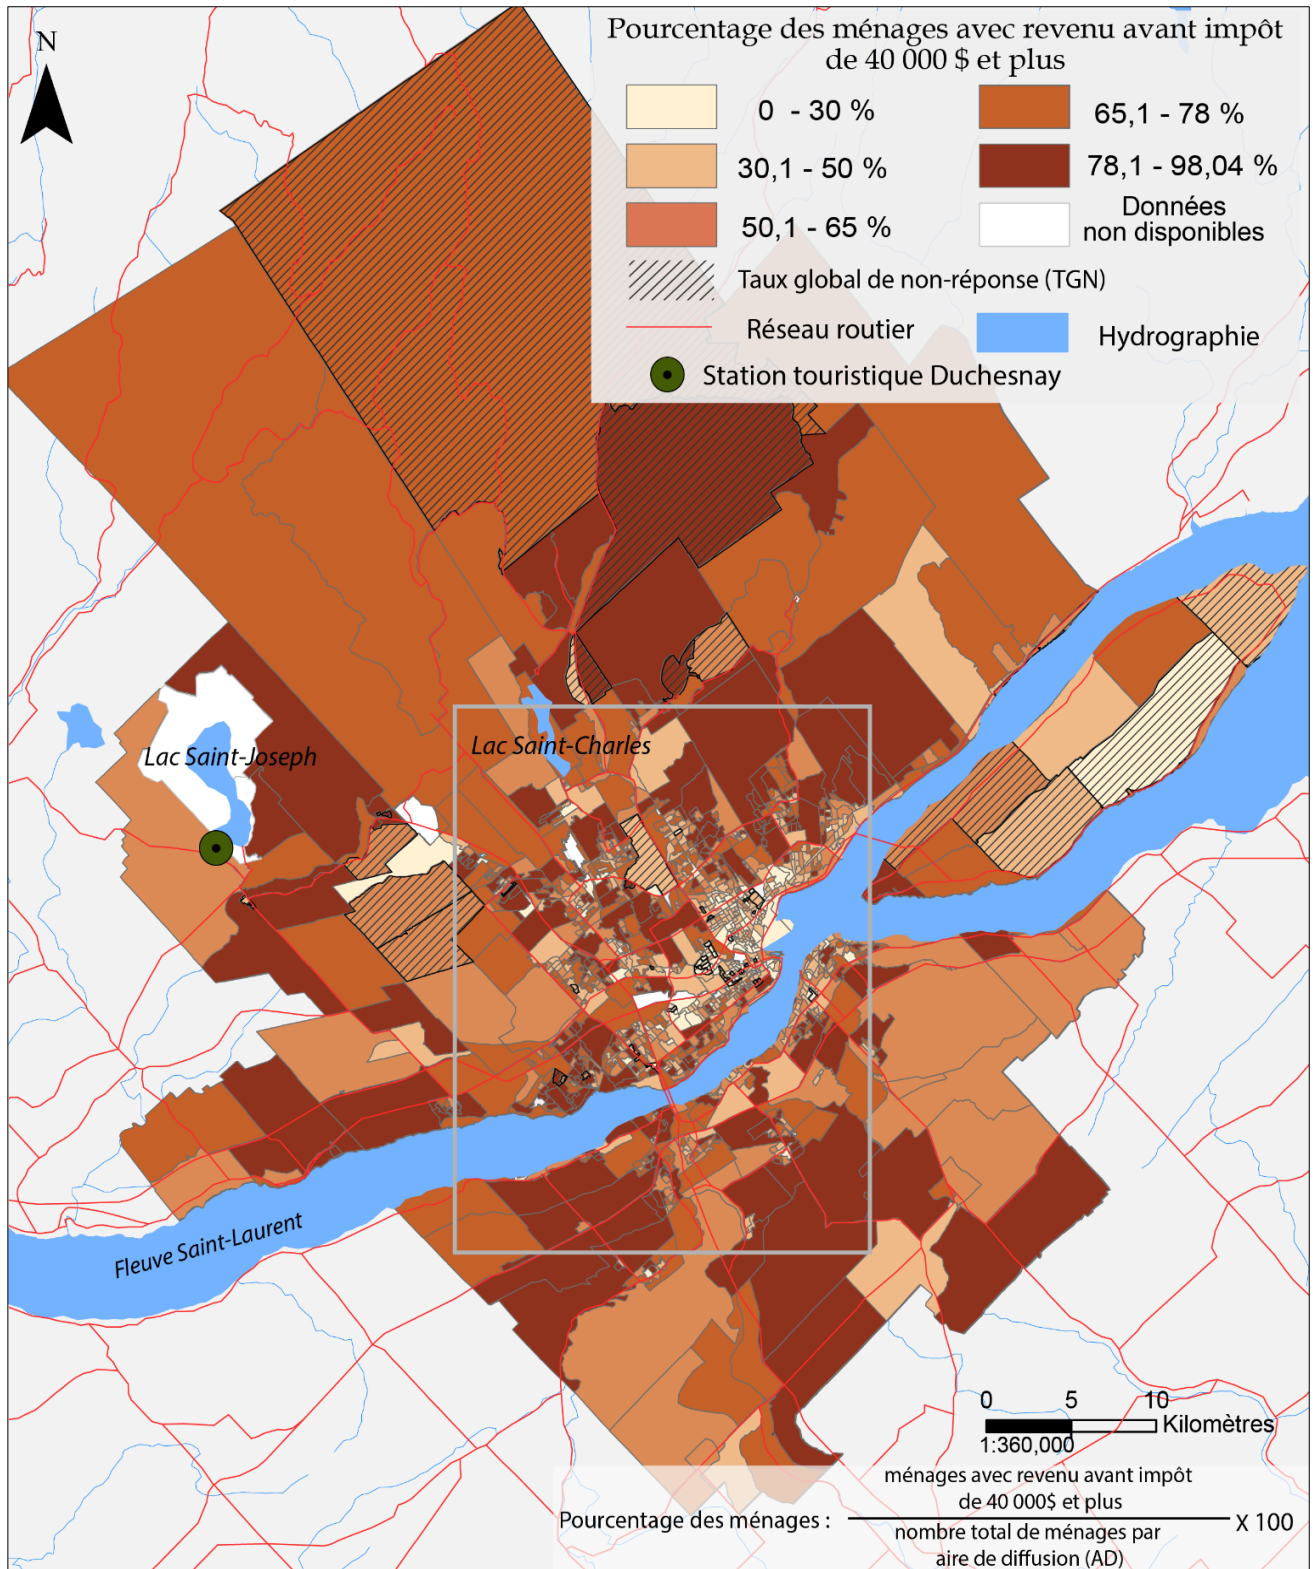 Pourcentage des ménages avec revenu avant impôt
de 40 000 $ et plus
N
0 - 30 %
65,1 - 78 %
30,1 - 50 %
78,1 - 98,04 %
50,1 - 65 %
Données
non disponibles
Taux global de non-réponse (TGN)
Réseau routier
Hydrographie
Station touristique Duchesnay
Lac Saint-Joseph
Lac Saint-Charles
Fleuve Saint-Laurent
0 5 10
Kilomètres
1:360,000
ménages avec revenu avant impôt
de 40 000$ et plus
Pourcentage des ménages : X 100
nombre total de ménages par
aire de diffusion (AD)